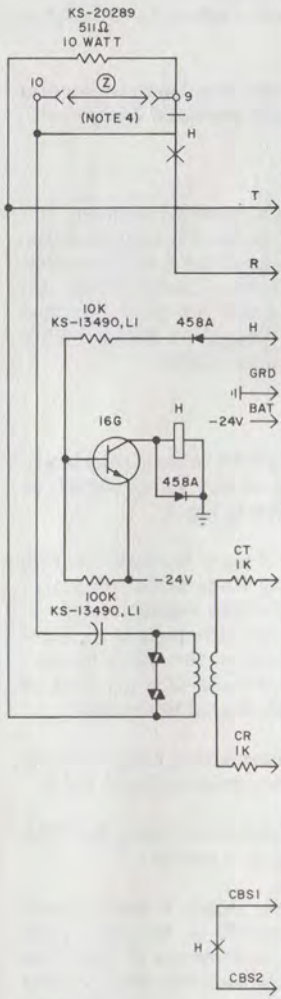 KS-20289
511Ω
10 WATT
10
Z
9
(NOTE 4)
H
T
R
10K
KS-13490, L1
458A
H
GRD
BAT
-24V
16G
H
458A
-24V
100K
KS-13490, L1
CT
1K
CR
1K
CBS1
H
CBS2